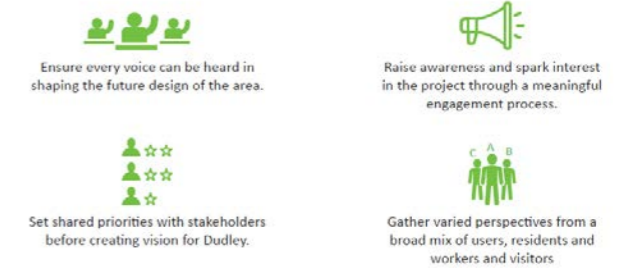 Ensure every voice can be heard in
shaping the future design of the area.
Raise awareness and spark interest
in the project through a meaningful
engagement process.
Set shared priorities with stakeholders
before creating vision for Dudley.
C A B
Gather varied perspectives from a
broad mix of users, residents and
workers and visitors